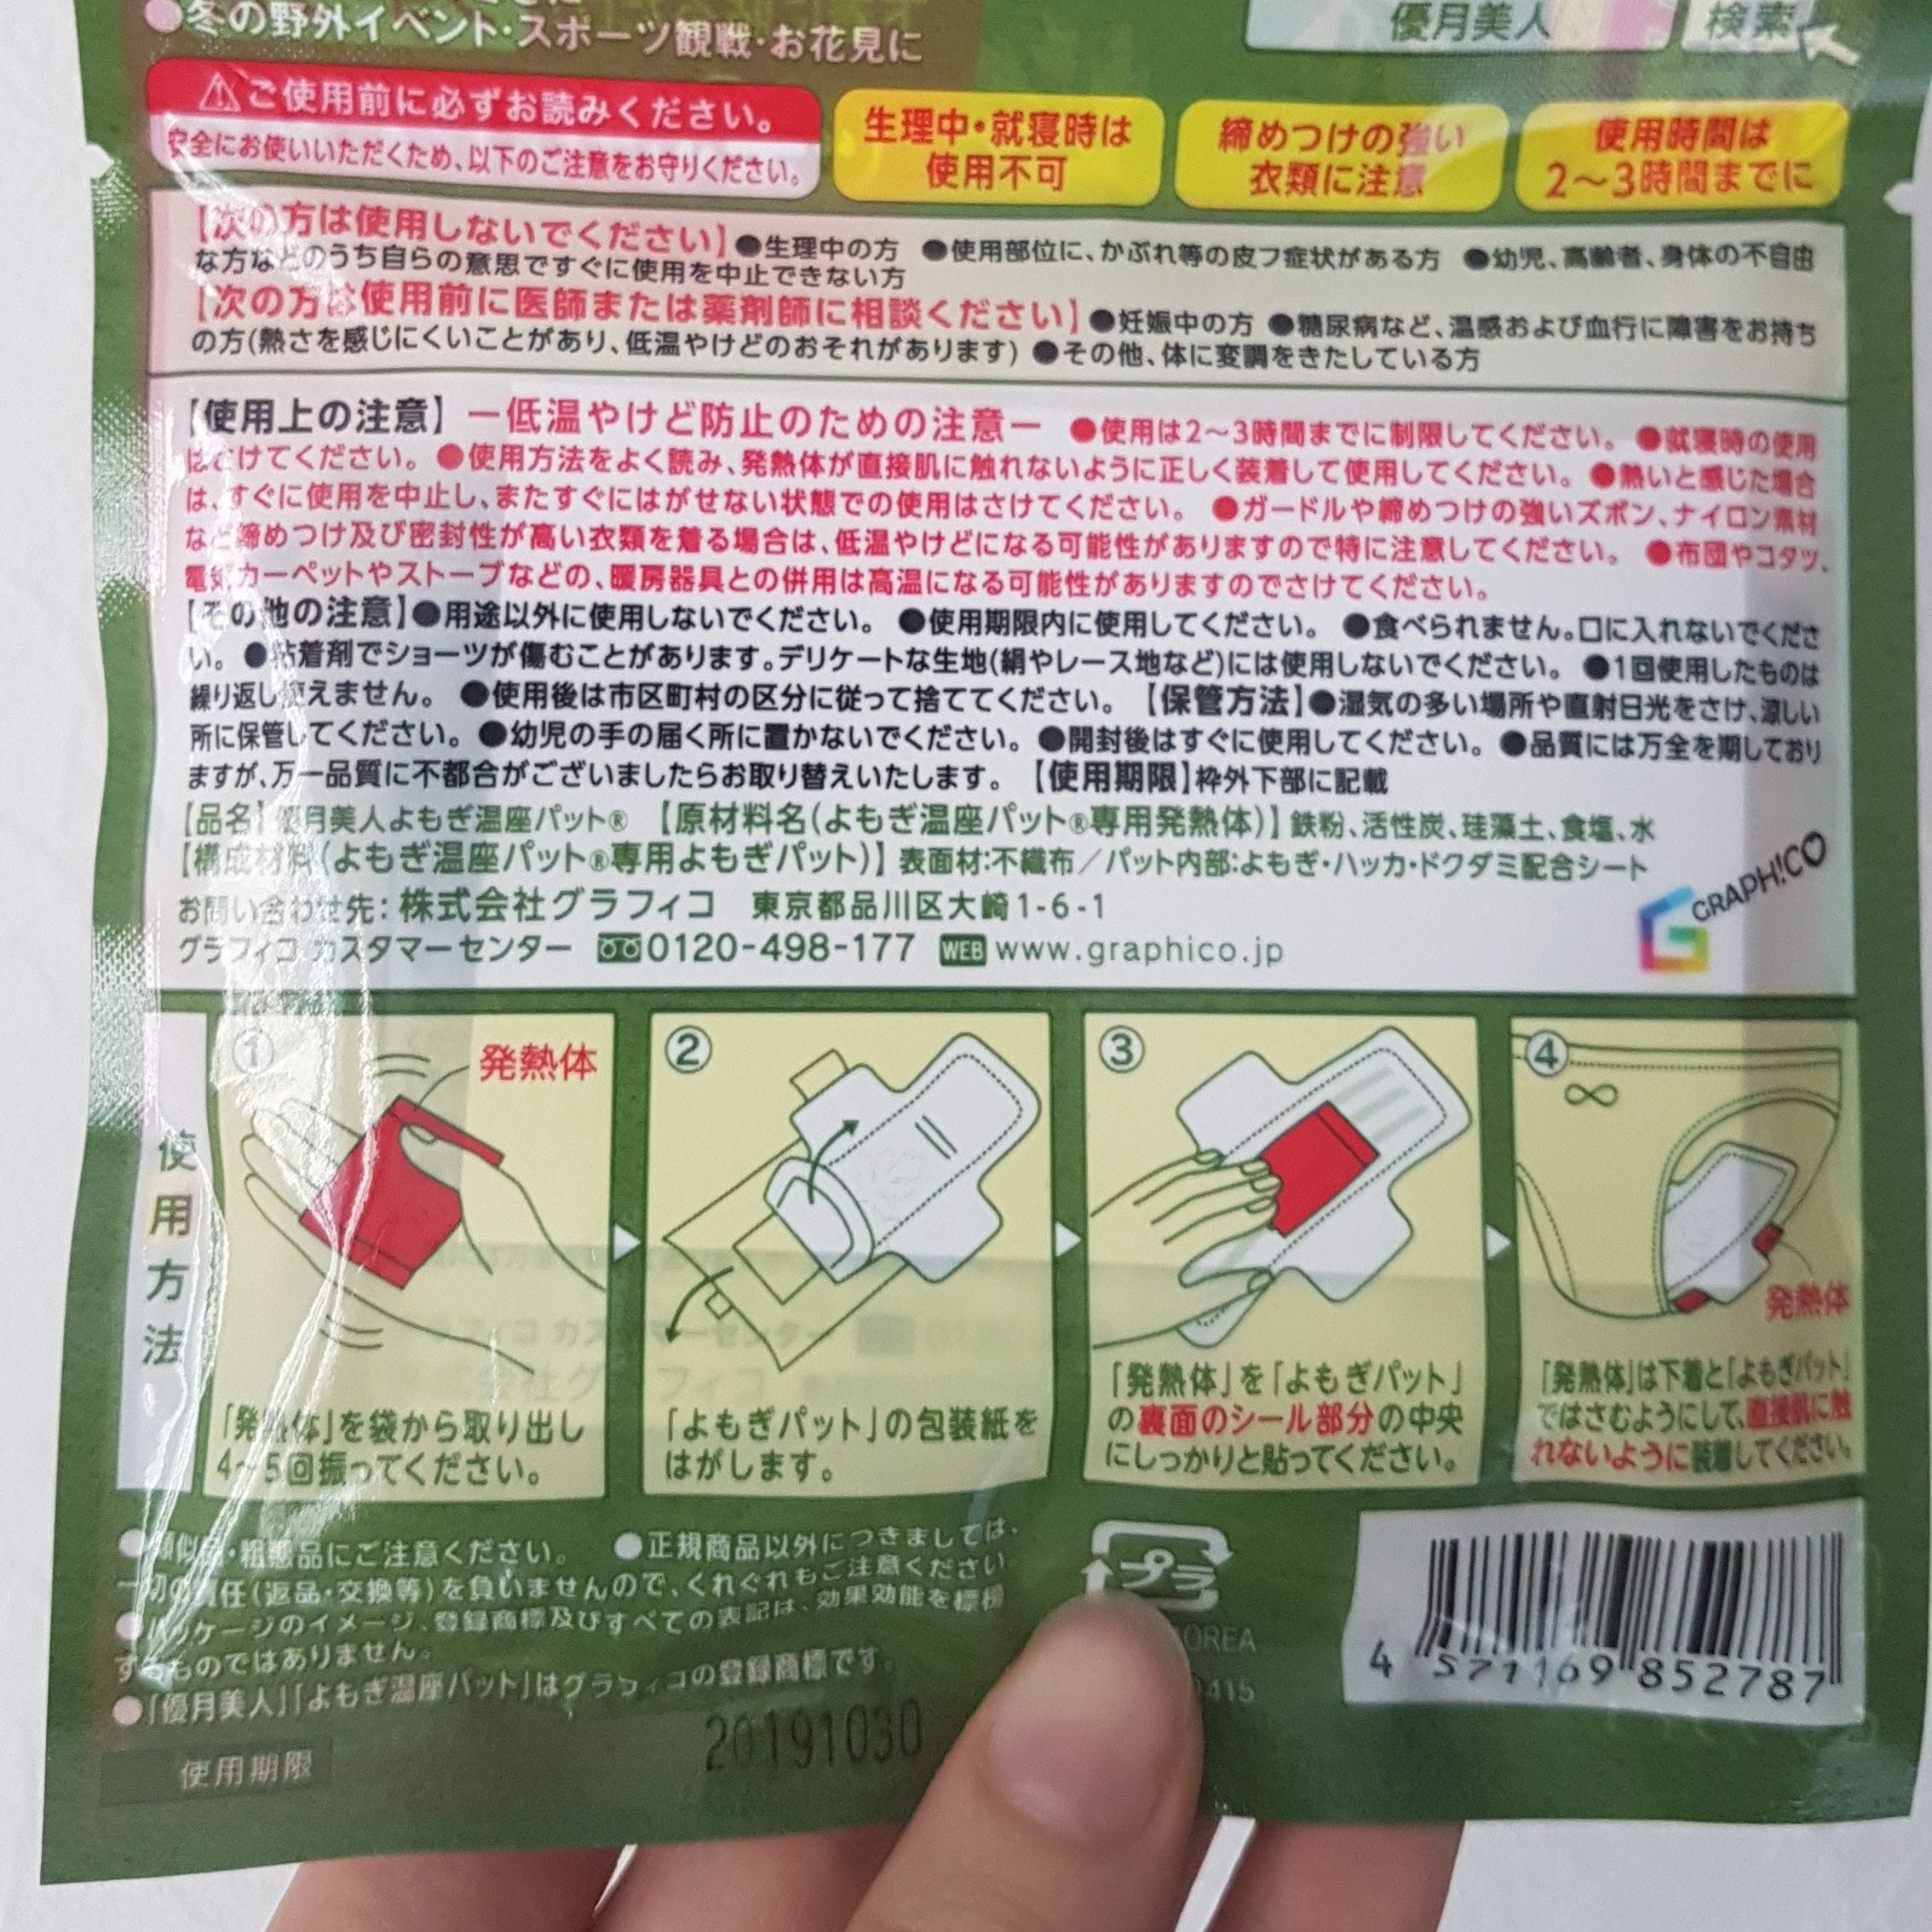 ●冬の野外イベント・スポーツ観戦・お花見に
優月美人 検索
⚠ご使用前に必ずお読みください。
安全にお使いいただくため、以下のご注意をお守りください。
生理中・就寝時は
使用不可
締めつけの強い
衣類に注意
使用時間は
2〜3時間までに
【次の方は使用しないでください】●生理中の方 ●使用部位に、かぶれ等の皮フ症状がある方 ●幼児、高齢者、身体の不自由
な方などのうち自らの意思ですぐに使用を中止できない方
【次の方は使用前に医師または薬剤師に相談ください】●妊娠中の方 ●糖尿病など、温感および血行に障害をお持ち
の方(熱さを感じにくいことがあり、低温やけどのおそれがあります) ●その他、体に変調をきたしている方
【使用上の注意】 ー低温やけど防止のための注意ー ●使用は2〜3時間までに制限してください。 ●就寝時の使用
はさけてください。 ●使用方法をよく読み、発熱体が直接肌に触れないように正しく装着して使用してください。 ●熱いと感じた場合
は、すぐに使用を中止し、またすぐにはがせない状態での使用はさけてください。 ●ガードルや締めつけの強いズボン、ナイロン素材
など締めつけ及び密封性が高い衣類を着る場合は、低温やけどになる可能性がありますので特に注意してください。 ●布団やコタツ、
電気カーペットやストーブなどの、暖房器具との併用は高温になる可能性がありますのでさけてください。
【その他の注意】●用途以外に使用しないでください。 ●使用期限内に使用してください。 ●食べられません。口に入れないでくださ
い。 ●粘着剤でショーツが傷むことがあります。デリケートな生地(絹やレース地など)には使用しないでください。 ●1回使用したものは
繰り返し使えません。 ●使用後は市区町村の区分に従って捨ててください。 【保管方法】●湿気の多い場所や直射日光をさけ、涼しい
所に保管してください。 ●幼児の手の届く所に置かないでください。 ●開封後はすぐに使用してください。 ●品質には万全を期しており
ますが、万一品質に不都合がございましたらお取り替えいたします。 【使用期限】枠外下部に記載
【品名】優月美人よもぎ温座パット® 【原材料名(よもぎ温座パット®専用発熱体)】鉄粉、活性炭、珪藻土、食塩、水
【構成材料(よもぎ温座パット®専用よもぎパット)】表面材:不織布/パット内部:よもぎ・ハッカ・ドクダミ配合シート
お問い合わせ先:株式会社グラフィコ 東京都品川区大崎1-6-1
グラフィコ カスタマーセンター 0120-498-177 WEB www.graphico.jp
GRAPH!CO
使用方法
① 発熱体
「発熱体」を袋から取り出し
4〜5回振ってください。
②
「よもぎパット」の包装紙を
はがします。
③
「発熱体」を「よもぎパット」
の裏面のシール部分の中央
にしっかりと貼ってください。
④
発熱体
「発熱体」は下着と「よもぎパット」
ではさむようにして、直接肌に触
れないように装着してください。
●類似品・粗悪品にご注意ください。 ●正規商品以外につきましては、
一切の責任(返品・交換等)を負いませんので、くれぐれもご注意ください。
●パッケージのイメージ、登録商標及びすべての表記は、効果効能を標榜
するものではありません。
●「優月美人」「よもぎ温座パット」はグラフィコの登録商標です。
プラ
OREA
0415
4 571169 852787
使用期限 20191030